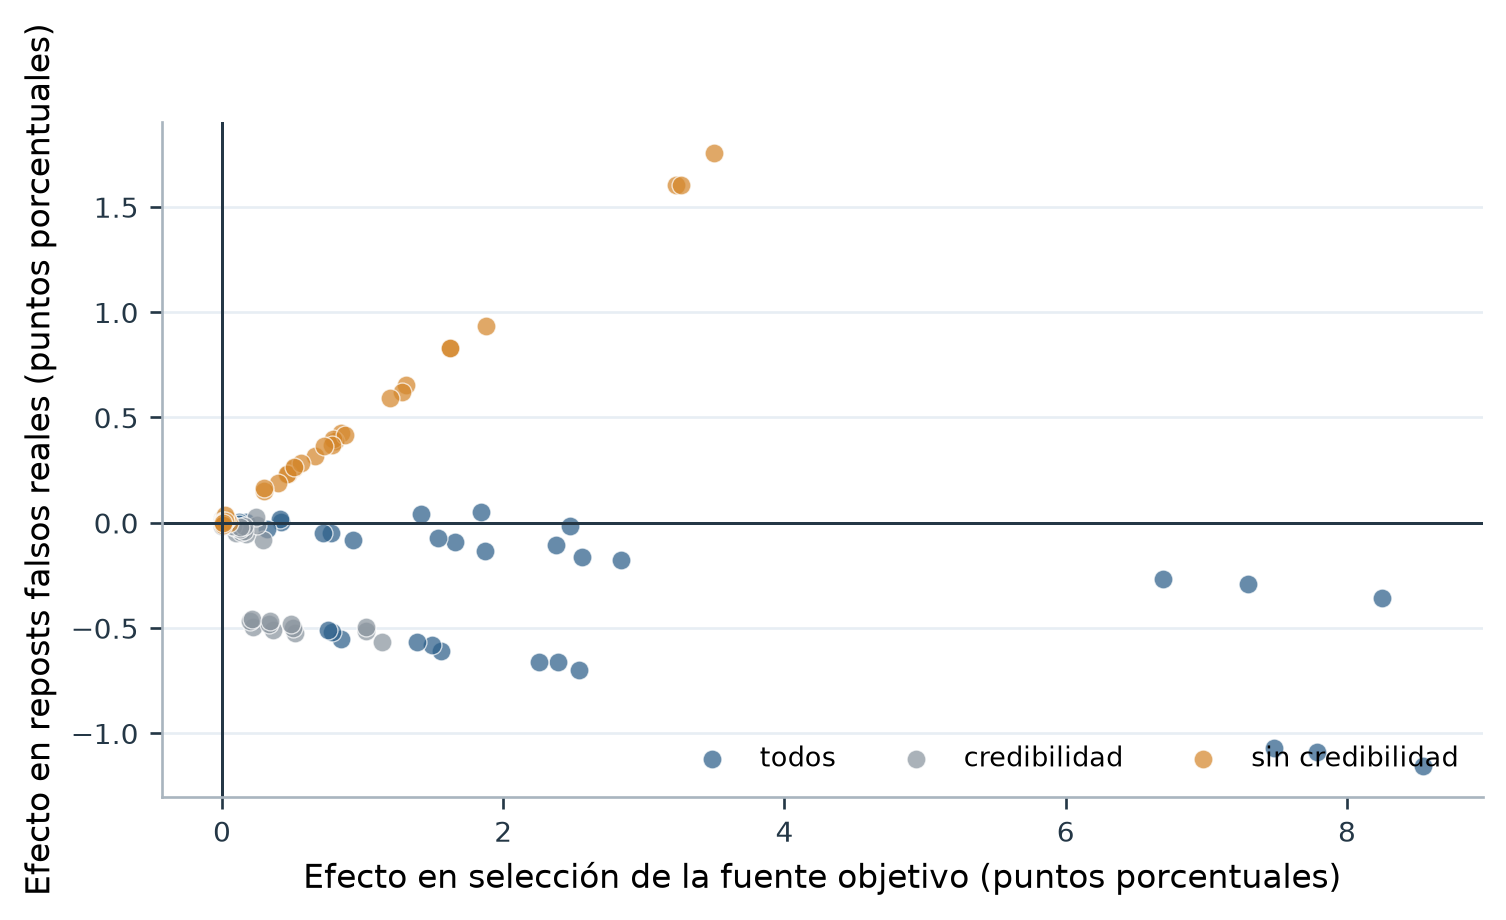 Efecto en reposts falsos reales (puntos porcentuales)
1.5
1.0
0.5
0.0
−0.5
−1.0
todos credibilidad sin credibilidad
0 2 4 6 8
Efecto en selección de la fuente objetivo (puntos porcentuales)